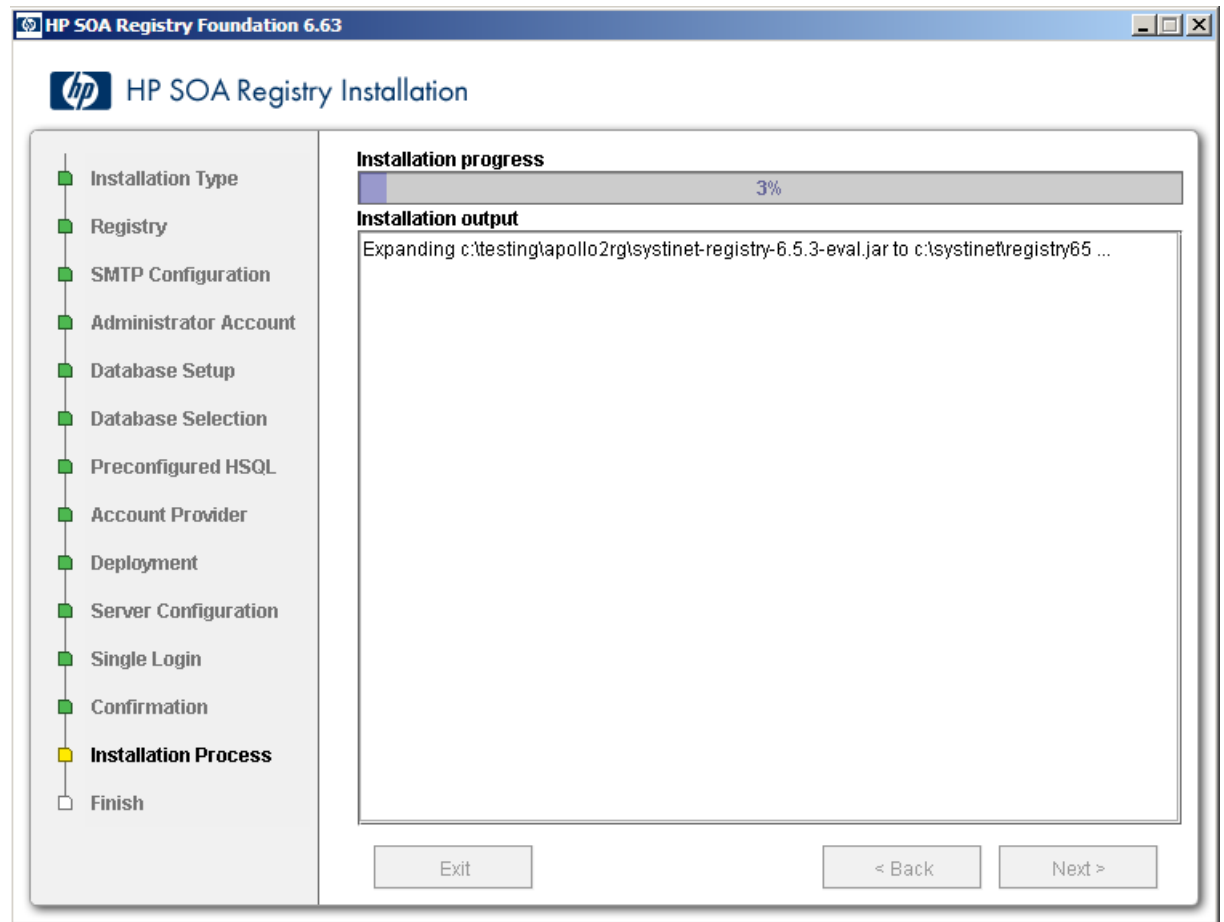 HP SOA Registry Foundation 6.63
hp HP SOA Registry Installation
Installation Type
Registry
SMTP Configuration
Administrator Account
Database Setup
Database Selection
Preconfigured HSQL
Account Provider
Deployment
Server Configuration
Single Login
Confirmation
Installation Process
Finish
Installation progress
3%
Installation output
Expanding c:\testing\apollo2rg\systinet-registry-6.5.3-eval.jar to c:\systinet\registry65 ...
Exit
< Back
Next >